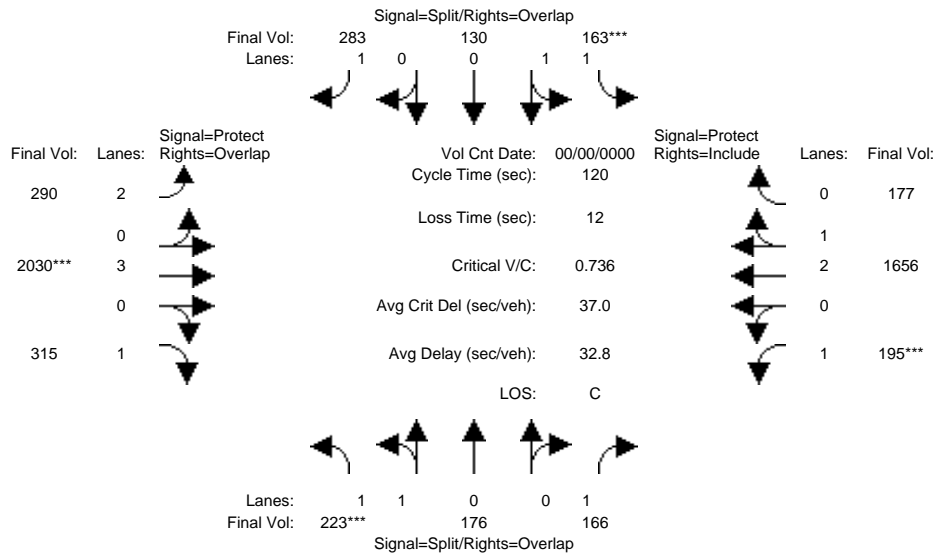 Signal=Split/Rights=Overlap
Final Vol: 283 130 163***
Lanes: 1 0 0 1 1
Signal=Protect Signal=Protect
Final Vol: Lanes: Rights=Overlap Vol Cnt Date: 00/00/0000 Rights=Include Lanes: Final Vol:
Cycle Time (sec): 120
290 2 0 177
Loss Time (sec): 12
0 1
2030*** 3 Critical V/C: 0.736 2 1656
0 Avg Crit Del (sec/veh): 37.0 0
315 1 Avg Delay (sec/veh): 32.8 1 195***
LOS: C
Lanes: 1 1 0 0 1
Final Vol: 223*** 176 166
Signal=Split/Rights=Overlap